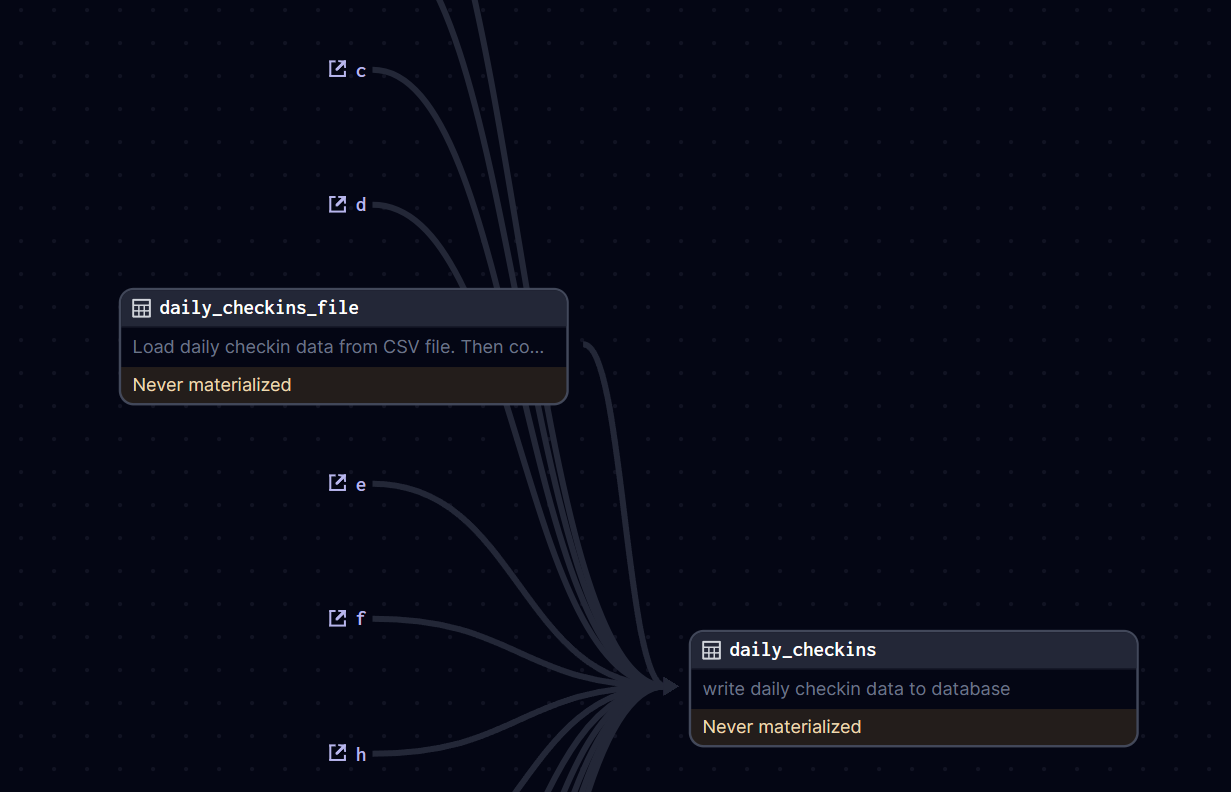 c
d
daily_checkins_file
Load daily checkin data from CSV file. Then co...
Never materialized
e
f
daily_checkins
write daily checkin data to database
Never materialized
h